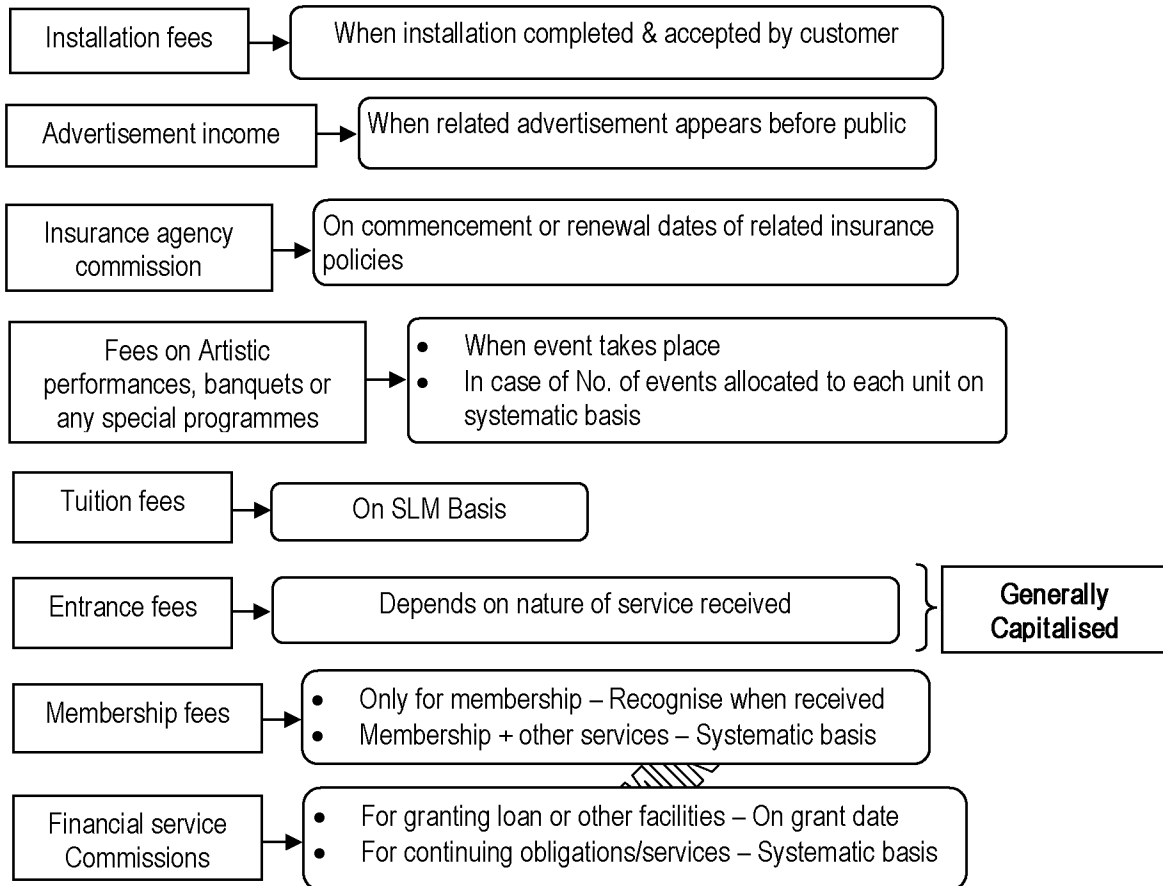 Installation fees
When installation completed & accepted by customer
Advertisement income
When related advertisement appears before public
Insurance agency
commission
On commencement or renewal dates of related insurance
policies
Fees on Artistic
performances, banquets or
any special programmes
• When event takes place
• In case of No. of events allocated to each unit on
systematic basis
Tuition fees
On SLM Basis
Entrance fees
Depends on nature of service received
Generally
Capitalised
Membership fees
• Only for membership – Recognise when received
• Membership + other services – Systematic basis
Financial service
Commissions
• For granting loan or other facilities – On grant date
• For continuing obligations/services – Systematic basis